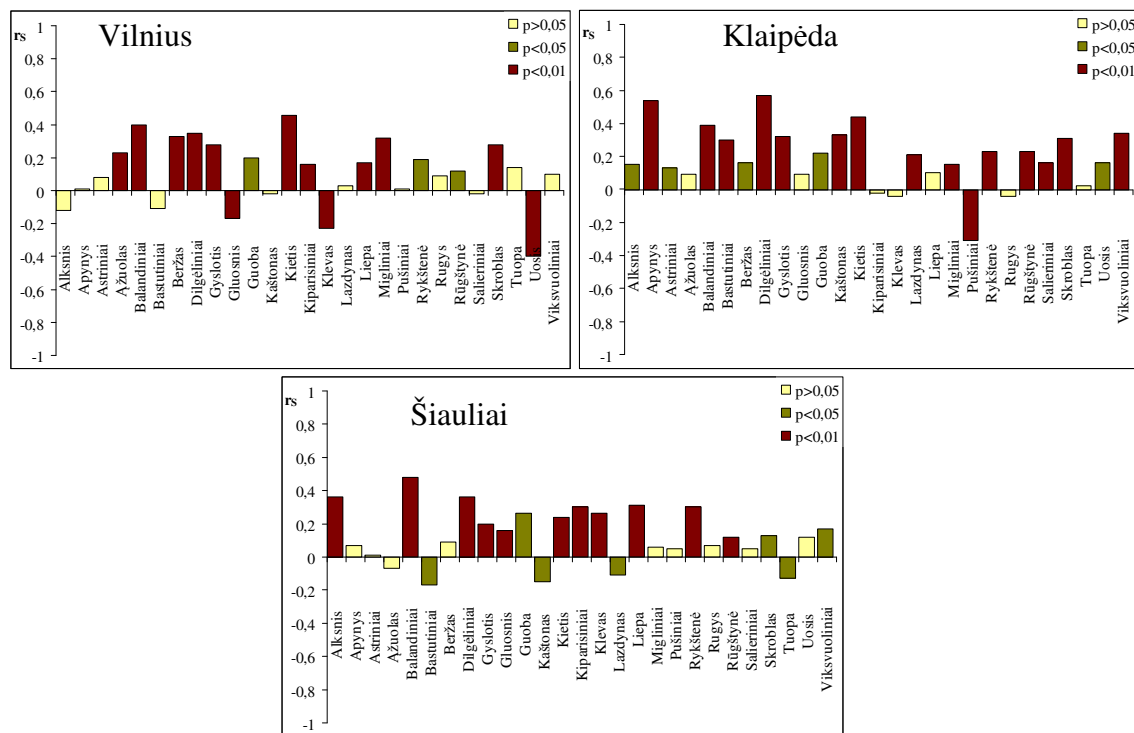 Vilnius
rS
p>0,05
p<0,05
p<0,01
1
0,8
0,6
0,4
0,2
0
-0,2
-0,4
-0,6
-0,8
-1
Alksnis
Apynys
Astriniai
Ąžuolas
Balandiniai
Bastutiniai
Beržas
Dilgėliniai
Gyslotis
Gluosnis
Guoba
Kaštonas
Kietis
Kiparisiniai
Klevas
Lazdynas
Liepa
Migliniai
Pušiniai
Rykštenė
Rugys
Rūgštynė
Salieriniai
Skroblas
Tuopa
Uosis
Viksvuoliniai
Klaipėda
rS
p>0,05
p<0,05
p<0,01
1
0,8
0,6
0,4
0,2
0
-0,2
-0,4
-0,6
-0,8
-1
Alksnis
Apynys
Astriniai
Ąžuolas
Balandiniai
Bastutiniai
Beržas
Dilgėliniai
Gyslotis
Gluosnis
Guoba
Kaštonas
Kietis
Kiparisiniai
Klevas
Lazdynas
Liepa
Migliniai
Pušiniai
Rykštenė
Rugys
Rūgštynė
Salieriniai
Skroblas
Tuopa
Uosis
Viksvuoliniai
Šiauliai
rS
p>0,05
p<0,05
p<0,01
1
0,8
0,6
0,4
0,2
0
-0,2
-0,4
-0,6
-0,8
-1
Alksnis
Apynys
Astriniai
Ąžuolas
Balandiniai
Bastutiniai
Beržas
Dilgėliniai
Gyslotis
Gluosnis
Guoba
Kaštonas
Kietis
Kiparisiniai
Klevas
Lazdynas
Liepa
Migliniai
Pušiniai
Rykštenė
Rugys
Rūgštynė
Salieriniai
Skroblas
Tuopa
Uosis
Viksvuoliniai